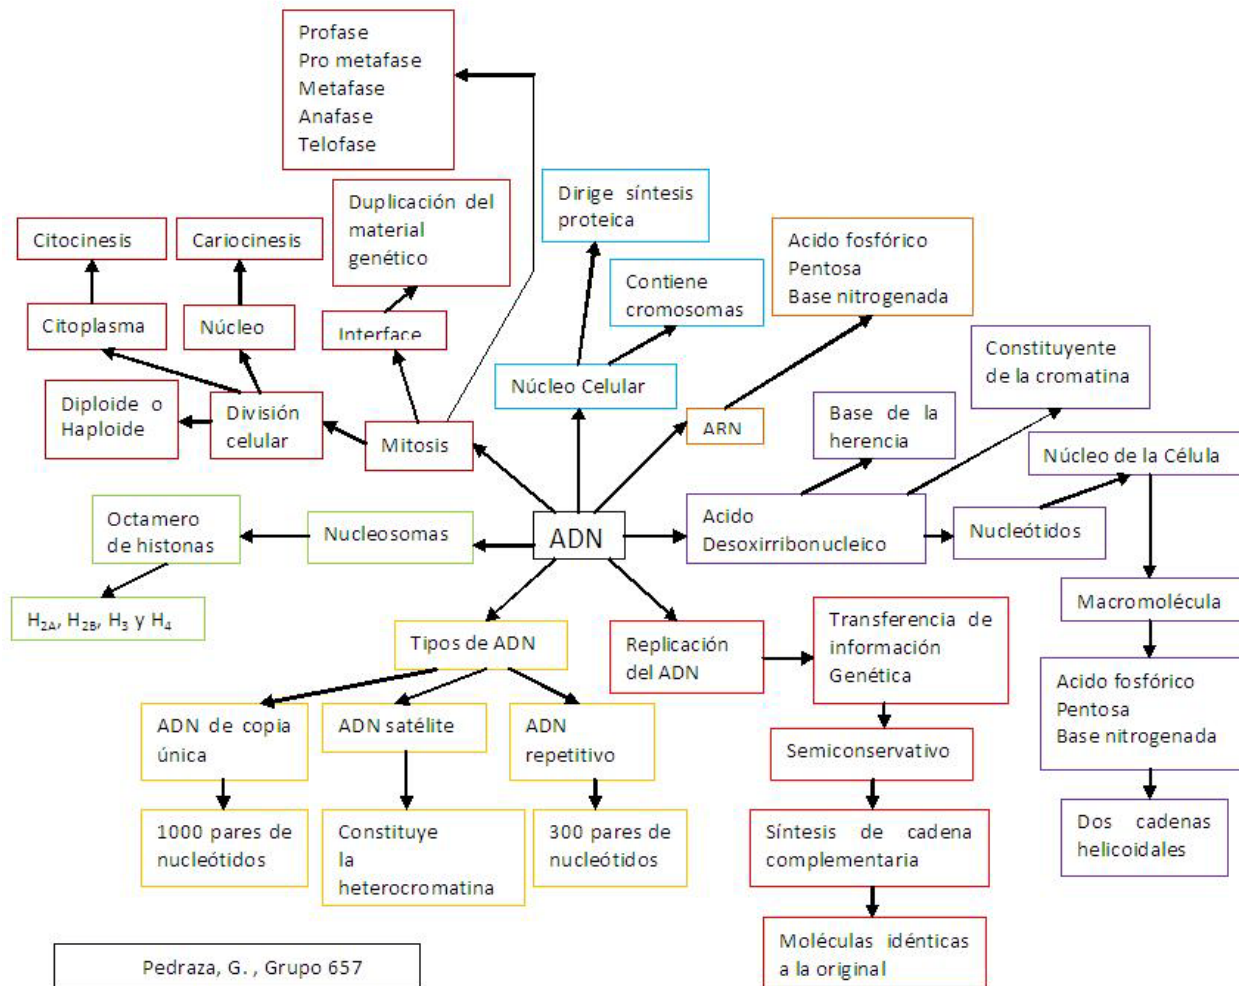 Profase
Pro metafase
Metafase
Anafase
Telofase
Duplicación del
material
genético
Dirige síntesis
proteica
Citocinesis
Cariocinesis
Acido fosfórico
Pentosa
Base nitrogenada
Contiene
cromosomas
Citoplasma
Núcleo
Interface
Constituyente
de la cromatina
Núcleo Celular
Diploide o
Haploide
División
celular
Mitosis
ARN
Base de la
herencia
Núcleo de la Célula
Octamero
de histonas
Nucleosomas
ADN
Acido
Desoxirribonucleico
Nucleótidos
H2A, H2B, H3 y H4
Tipos de ADN
Replicación
del ADN
Transferencia de
información
Genética
Macromolécula
ADN de copia
única
ADN satélite
ADN
repetitivo
Semiconservativo
Acido fosfórico
Pentosa
Base nitrogenada
1000 pares de
nucleótidos
Constituye
la
heterocromatina
300 pares de
nucleótidos
Síntesis de cadena
complementaria
Dos cadenas
helicoidales
Moléculas idénticas
a la original
Pedraza, G. , Grupo 657